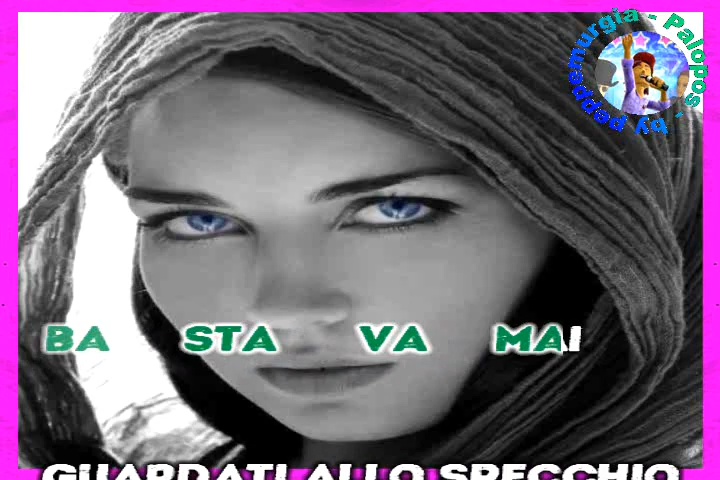 peppemurgia - Palopos - by
BA STA VA MAI
GUARDATI ALLO SPECCHIO